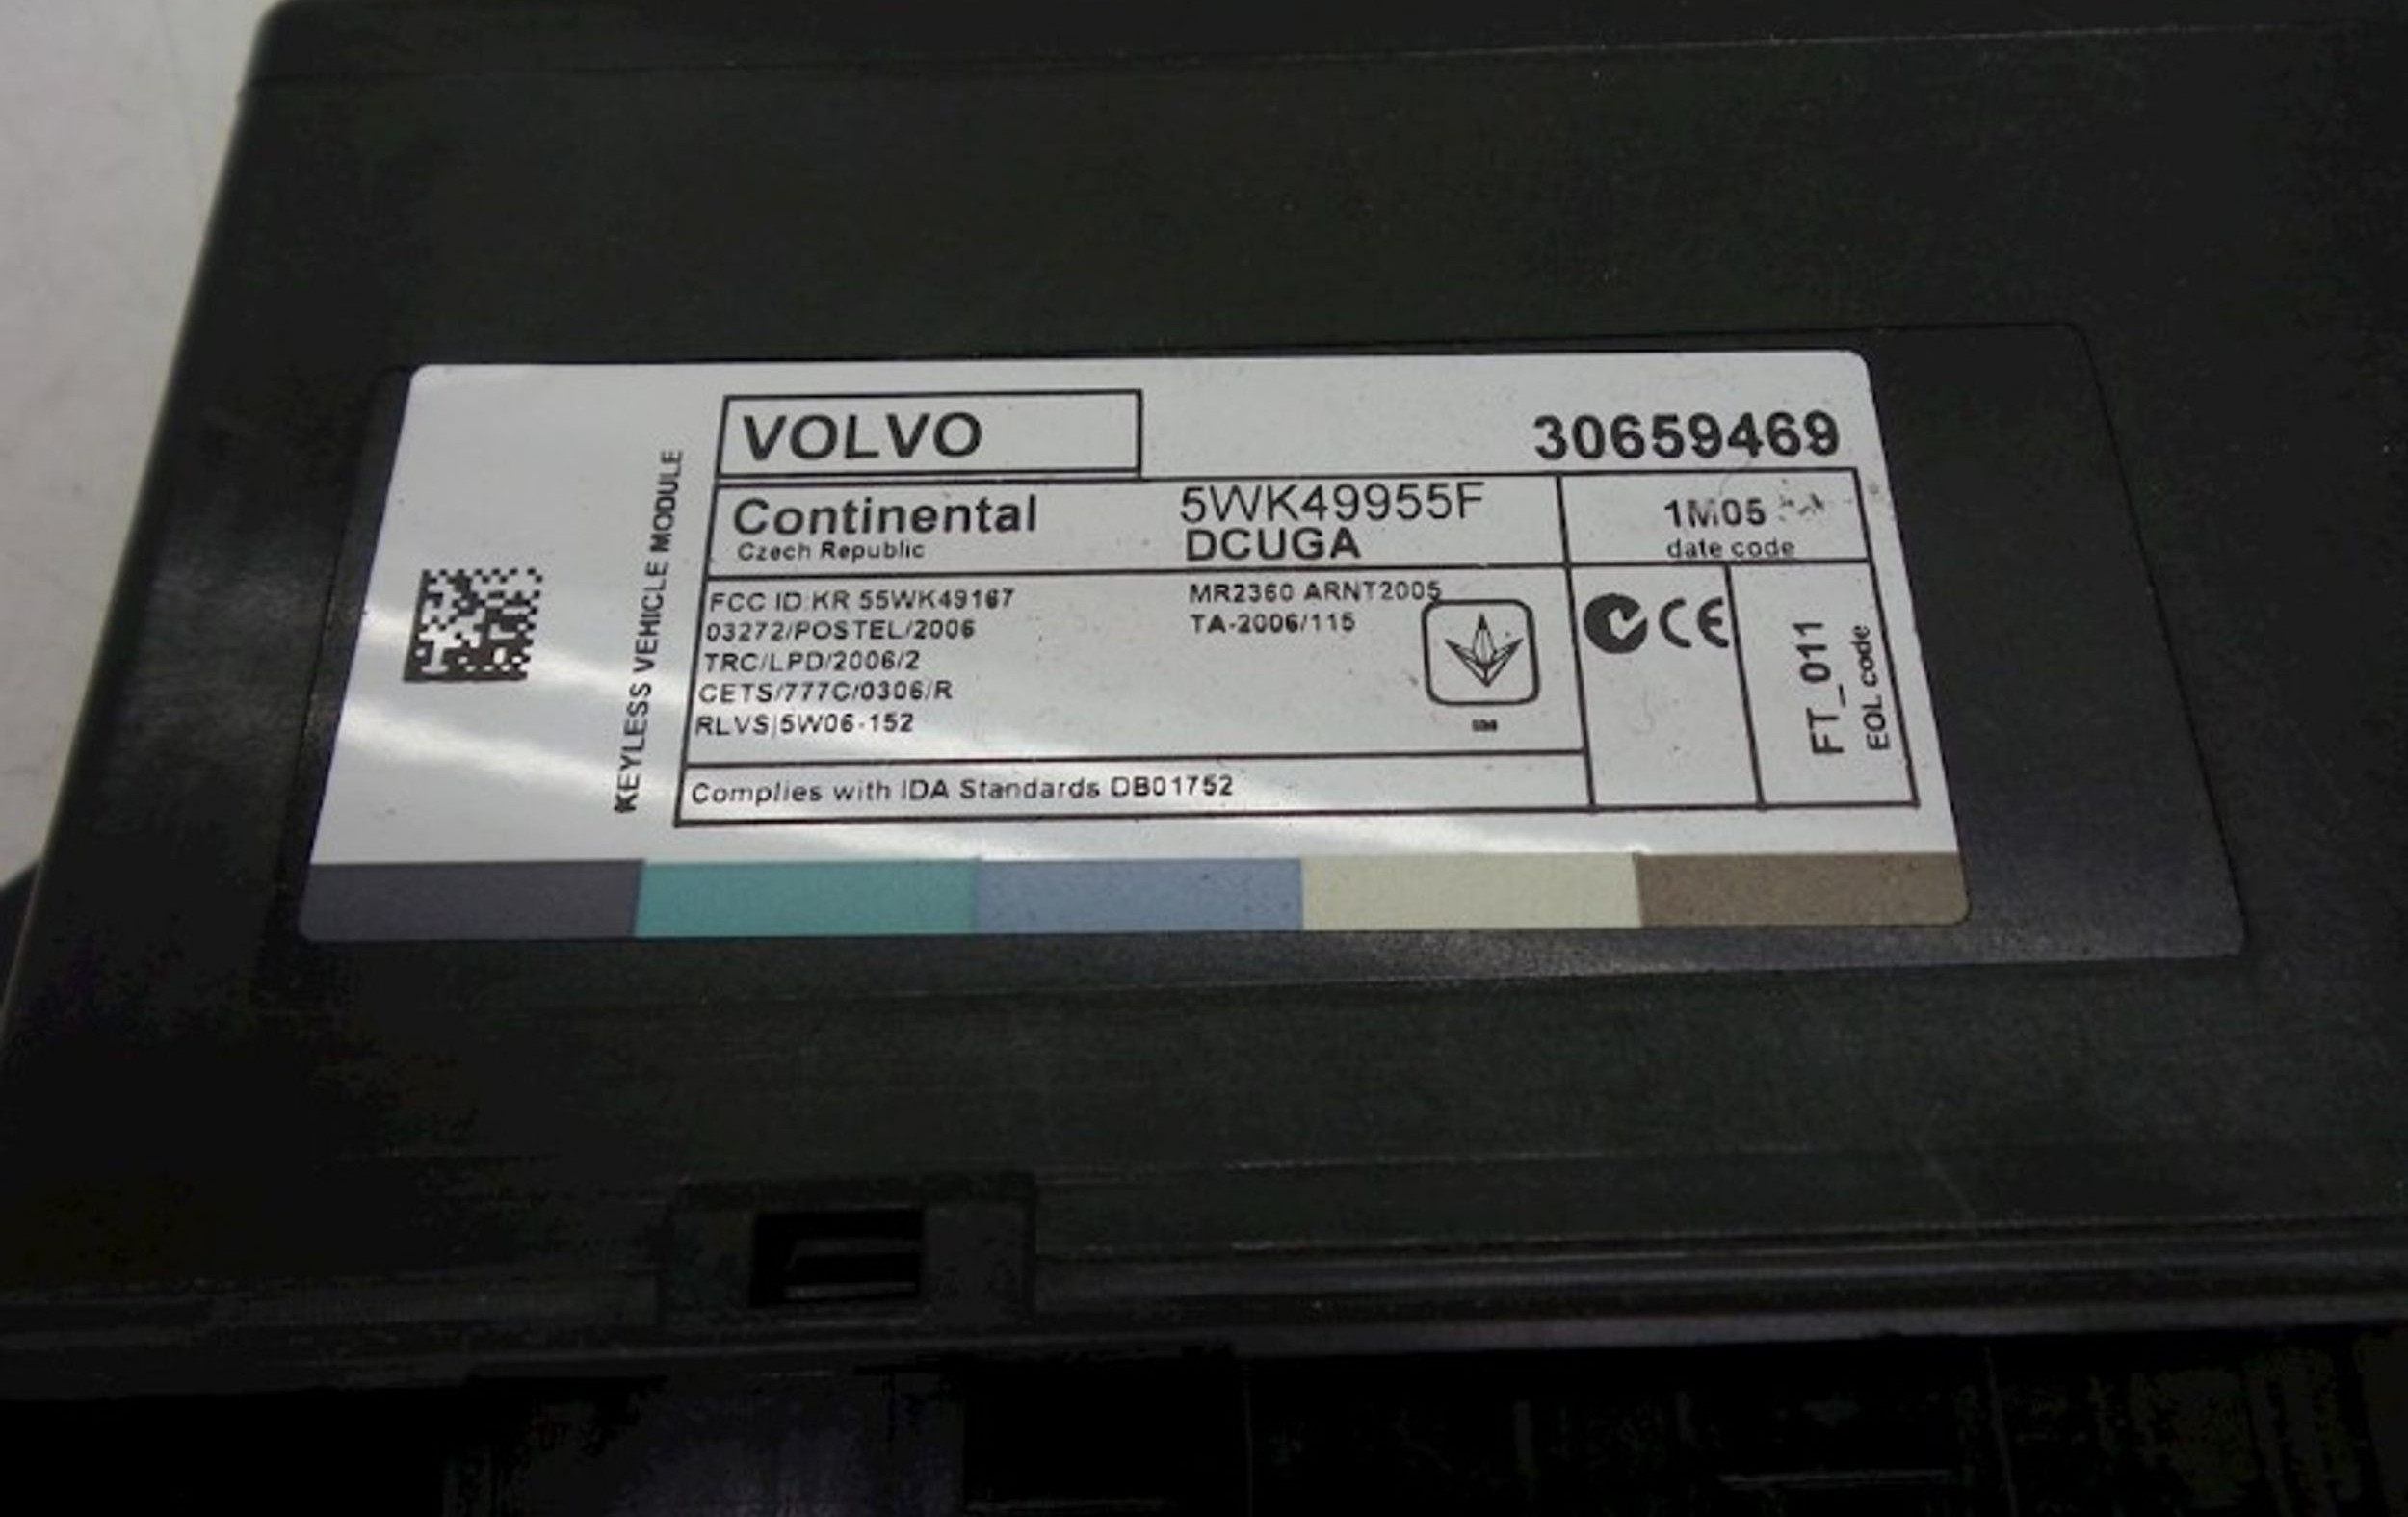 VOLVO
30659469
KEYLESS VEHICLE MODULE
Continental
Czech Republic
5WK49955F
DCUGA
1M05
date code
FCC ID:KR 55WK49167
03272/POSTEL/2006
TRC/LPD/2006/2
CETS/777C/0306/R
RLVS|5W06-152
MR2360 ARNT2005
TA-2006/115
CE
FT_011
EOL code
Complies with IDA Standards DB01752